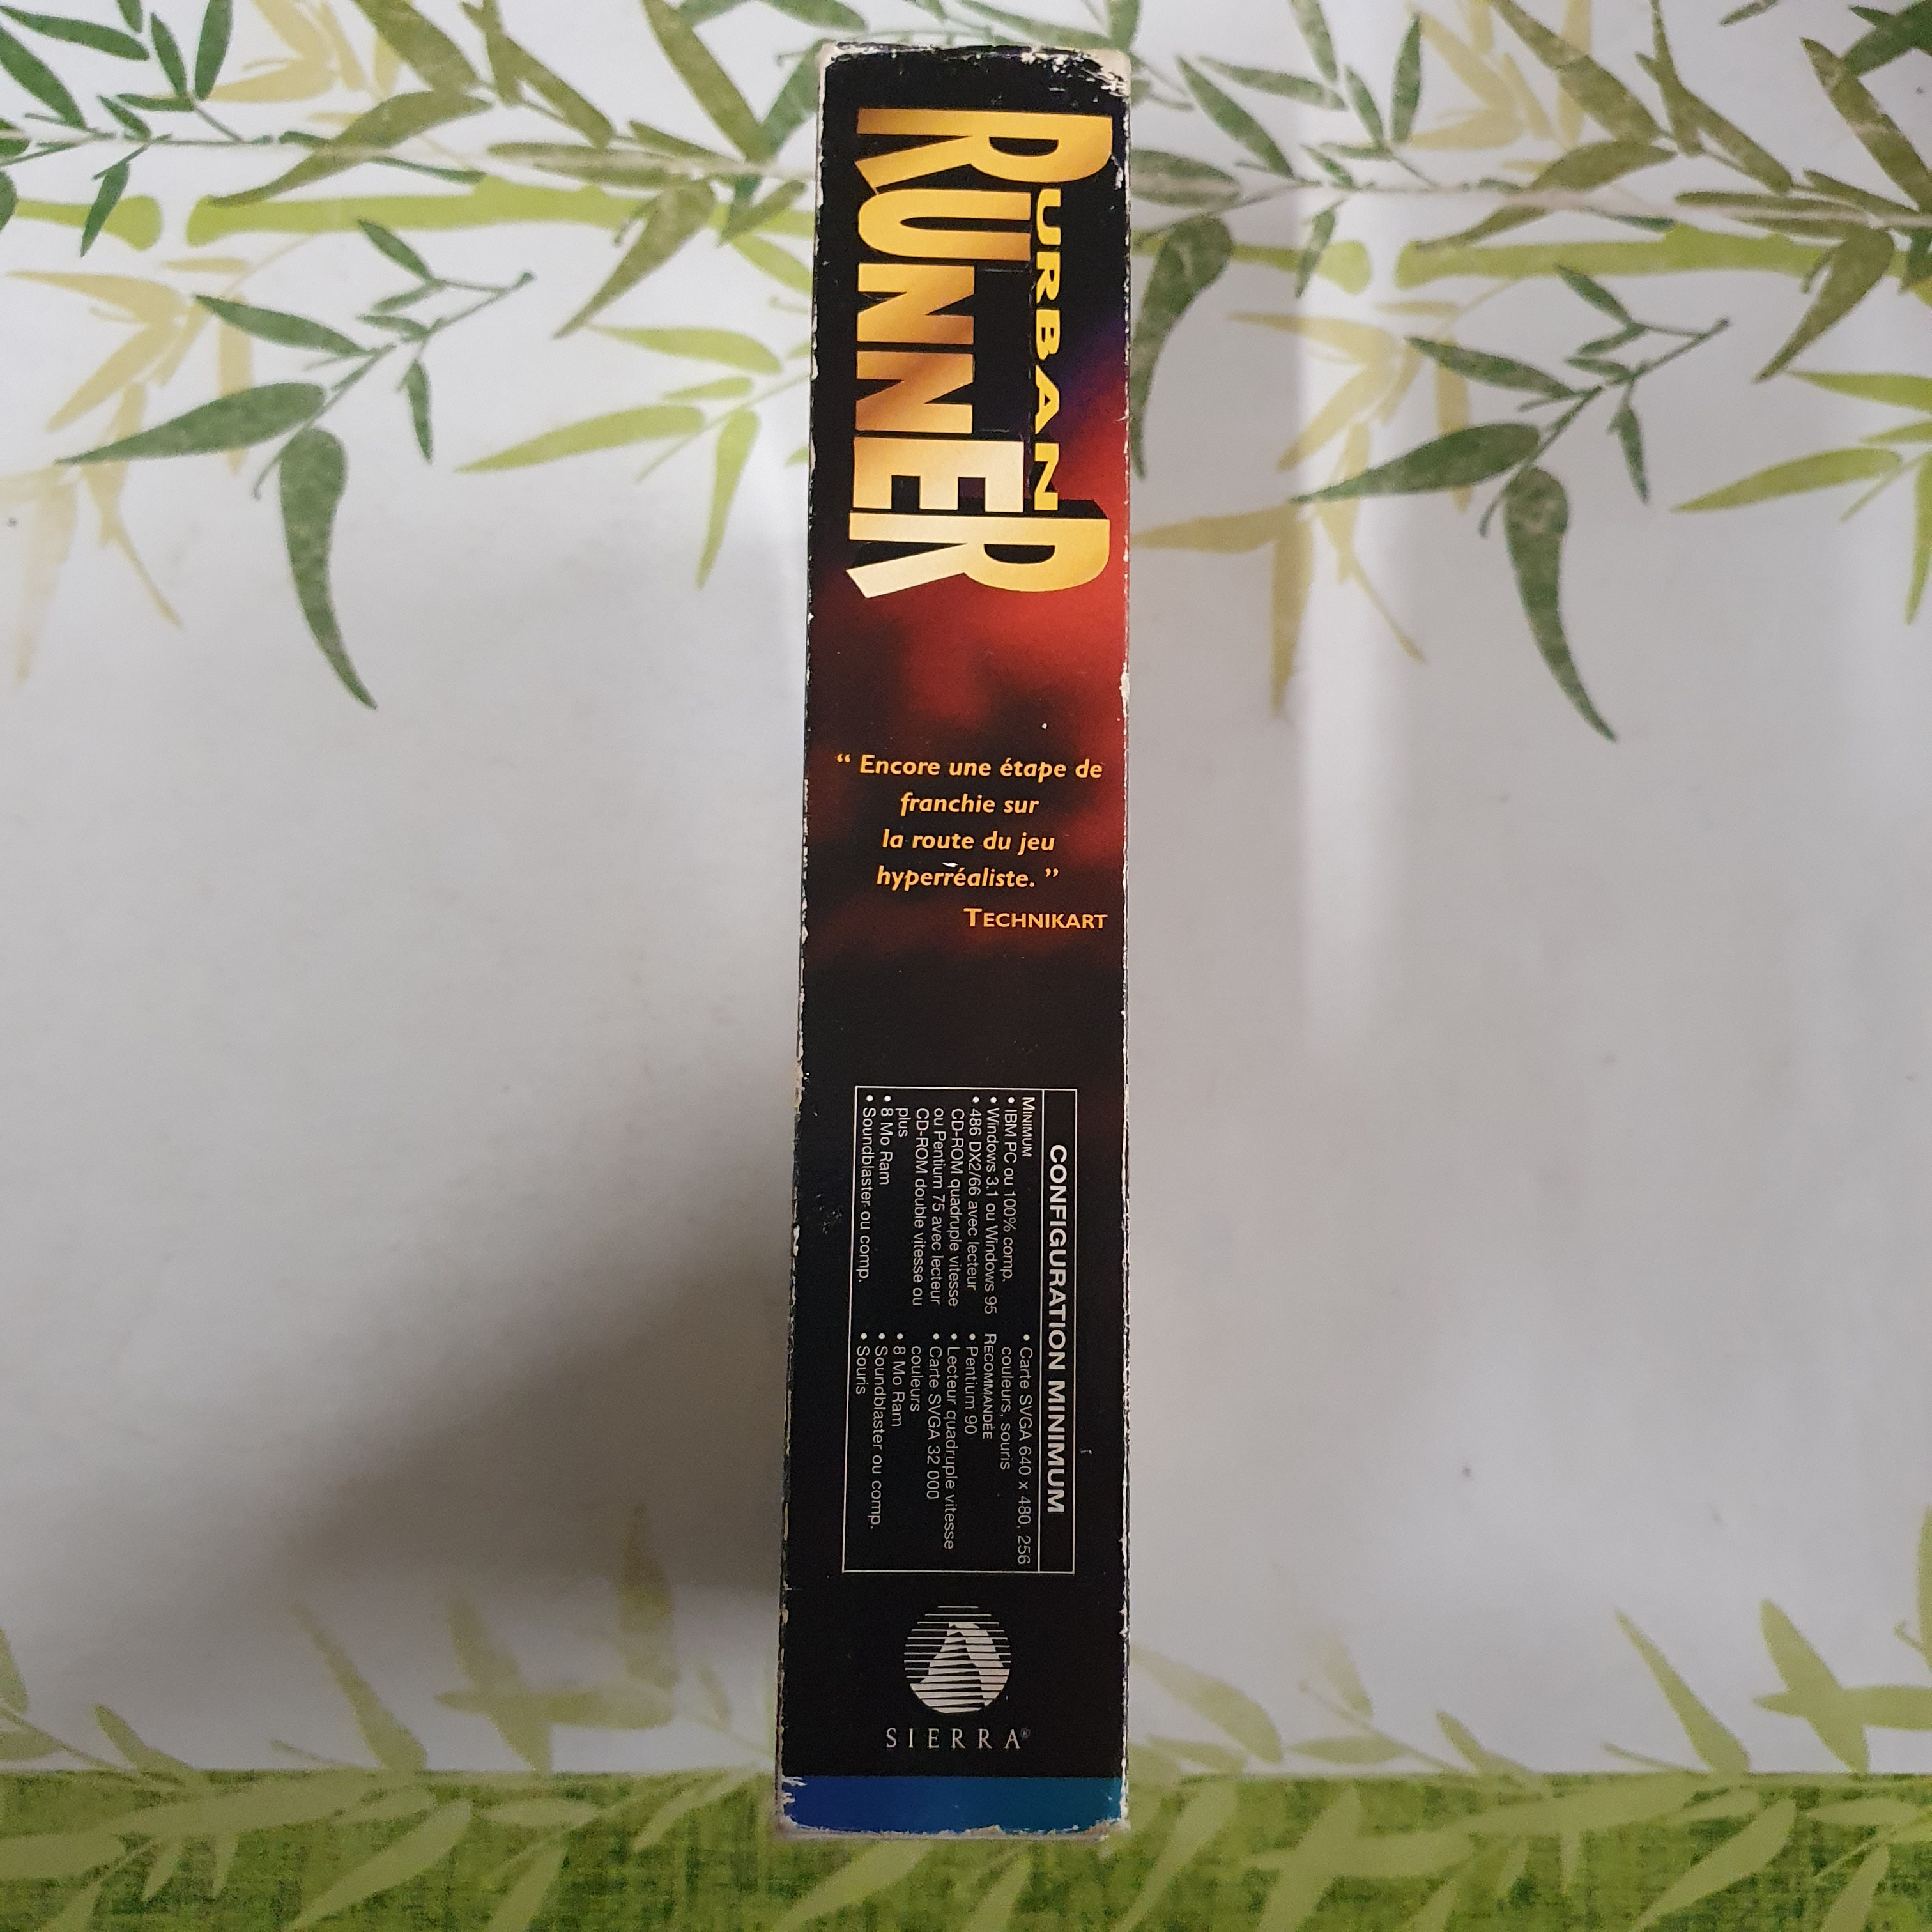 URBAN
RUNNER
“ Encore une étape de
franchie sur
la route du jeu
hyperréaliste. ”
TECHNIKART
CONFIGURATION MINIMUM
MINIMUM
• IBM PC ou 100% comp.
• Windows 3.1 ou Windows 95
• 486 DX2/66 avec lecteur
CD-ROM quadruple vitesse
ou Pentium 75 avec lecteur
CD-ROM double vitesse ou
plus
• 8 Mo Ram
• Soundblaster ou comp.
• Carte SVGA 640 x 480, 256
couleurs, souris
RECOMMANDÉE
• Pentium 90
• Lecteur quadruple vitesse
• Carte SVGA 32 000
couleurs
• 8 Mo Ram
• Soundblaster ou comp.
• Souris
SIERRA®